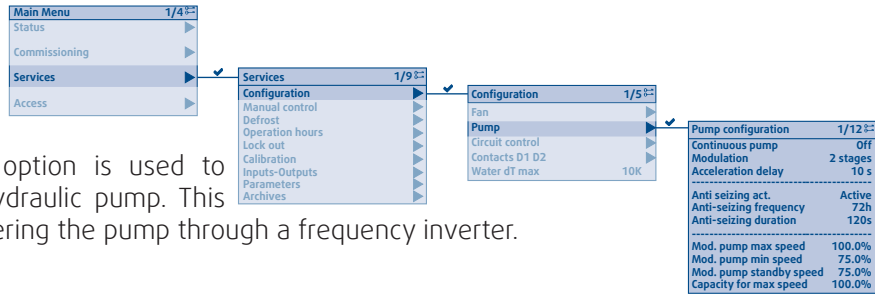 Main Menu 1/4
Status
Commissioning
Services
Access
Services 1/9
Configuration
Manual control
Defrost
Operation hours
Lock out
Calibration
Inputs-Outputs
Parameters
Archives
Configuration 1/5
Fan
Pump
Circuit control
Contacts D1 D2
Water dT max 10K
Pump configuration 1/12
Continuous pump Off
Modulation 2 stages
Acceleration delay 10 s
Anti seizing act. Active
Anti-seizing frequency 72h
Anti-seizing duration 120s
Mod. pump max speed 100.0%
Mod. pump min speed 75.0%
Mod. pump standby speed 75.0%
Capacity for max speed 100.0%
option is used to
ydraulic pump. This
ering the pump through a frequency inverter.